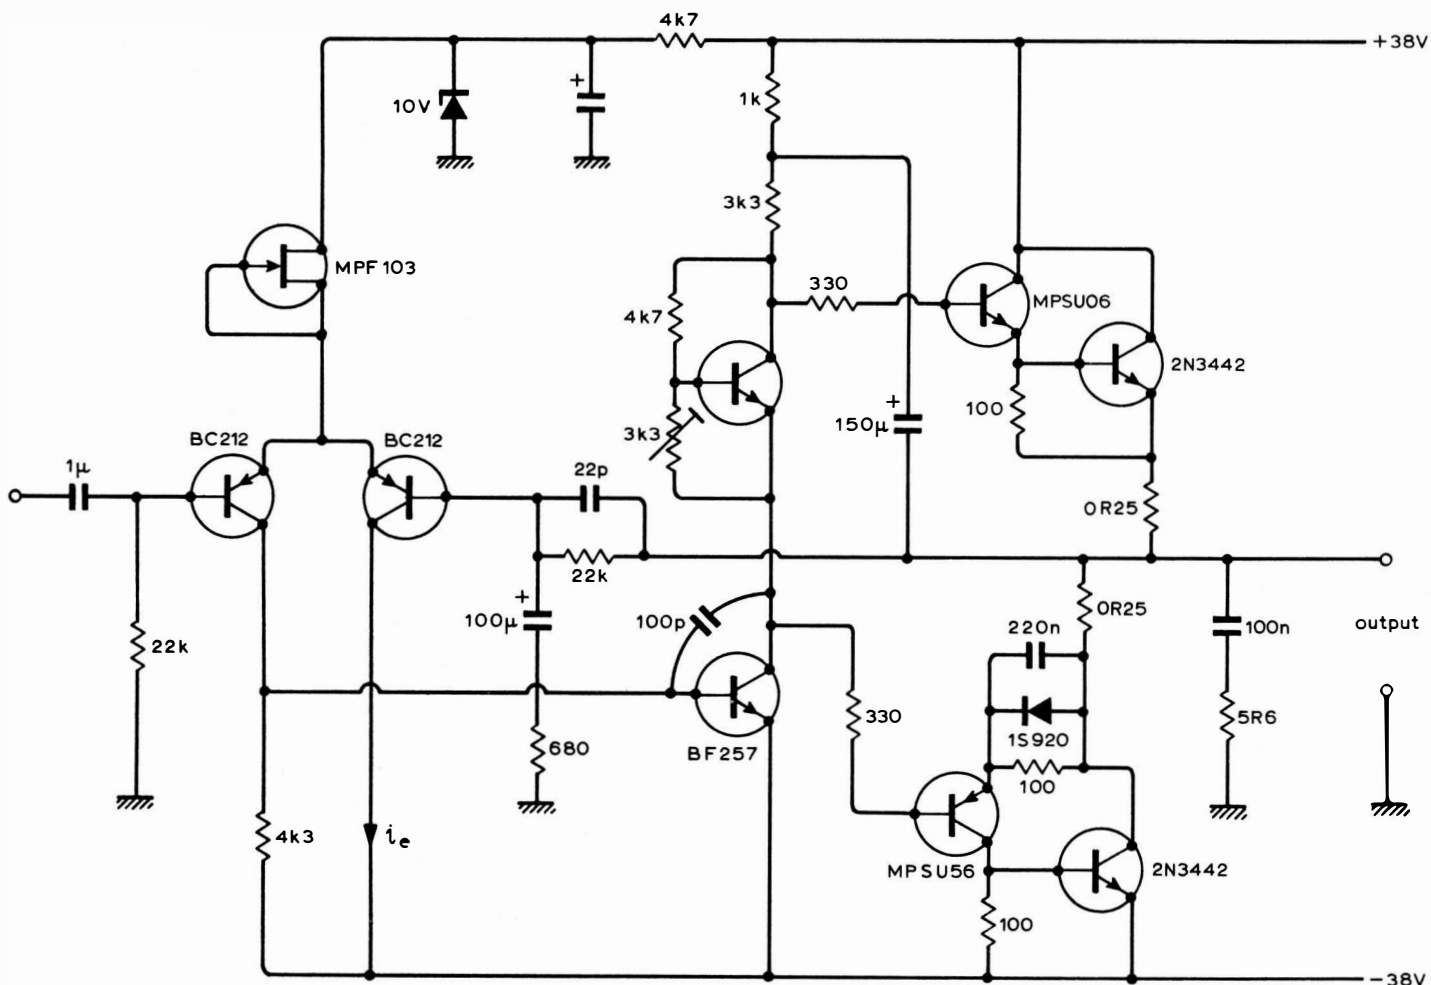 4k7
+38V
10V
+
1k
3k3
MPF103
330
MPSU06
4k7
2N3442
100
+
150μ
3k3
BC212
BC212
1μ
22p
0R25
22k
+
100μ
100p
0R25
220n
100n
output
22k
330
1S920
5R6
680
BF257
100
4k3
ie
MPSU56
2N3442
100
-38V